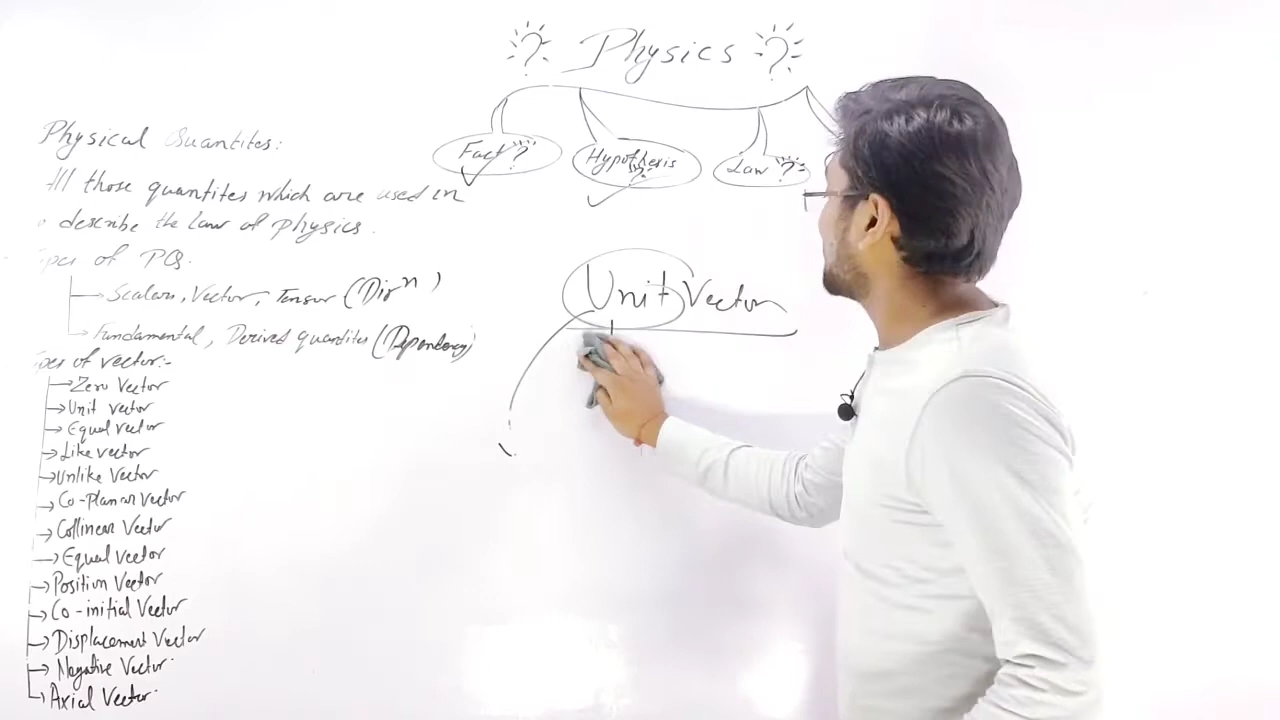 ? Physics ?
Fact?
Hypothesis ?
Law ?
Physical Quantites:
All those quantites which are used in
describe the law of physics.
Types of PQ.
Scalars, Vector, Tensor (Dirⁿ)
Fundamental, Derived quantites (Dependency)
Types of vector:-
Zero Vector
Unit vector
Equal vector
Like vector
Unlike Vector
Co-planar Vector
Collinear Vector
Equal vector
Position Vector
Co-initial Vector
Displacement Vector
Negative Vector
Axial Vector
Unit Vector